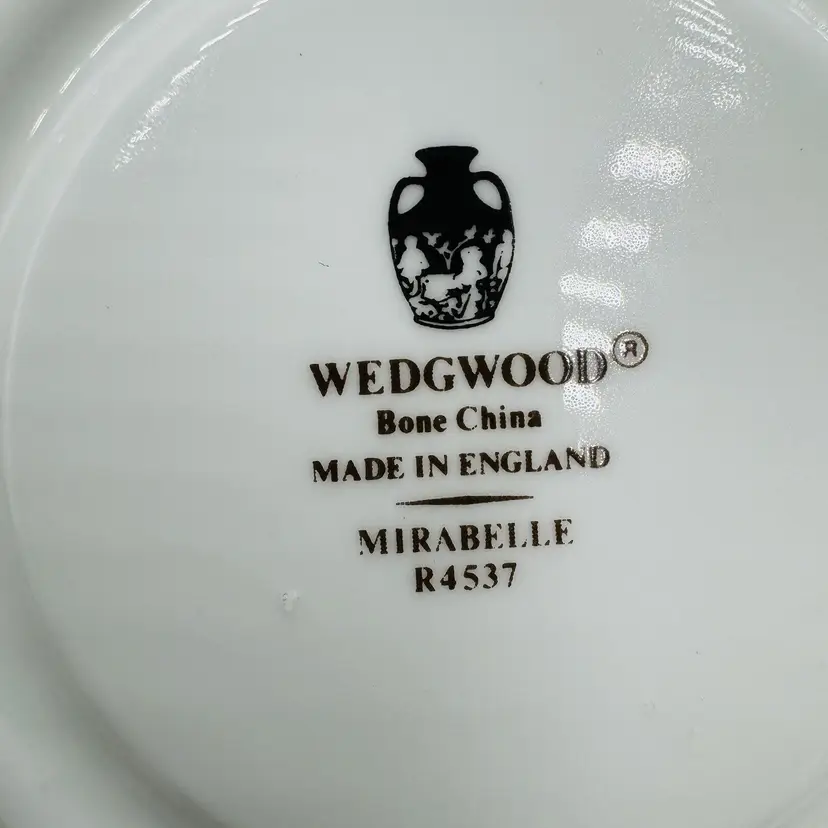 WEDGWOOD®
Bone China
MADE IN ENGLAND
MIRABELLE
R4537